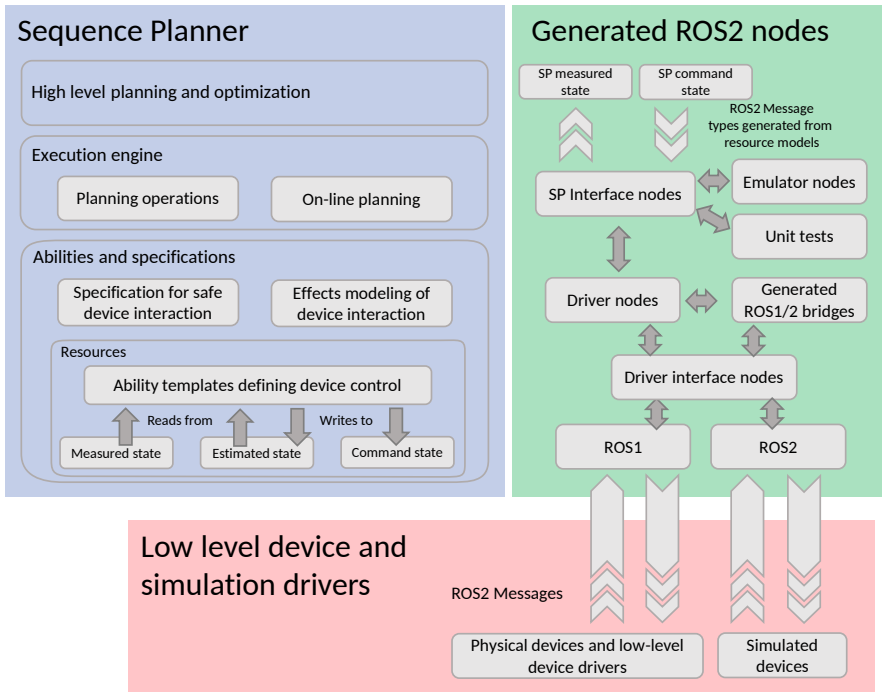 Sequence Planner
High level planning and optimization
Execution engine
Planning operations
On-line planning
Abilities and specifications
Specification for safe
device interaction
Effects modeling of
device interaction
Resources
Ability templates defining device control
Reads from
Writes to
Measured state
Estimated state
Command state
Generated ROS2 nodes
SP measured
state
SP command
state
ROS2 Message
types generated from
resource models
SP Interface nodes
Emulator nodes
Unit tests
Driver nodes
Generated
ROS1/2 bridges
Driver interface nodes
ROS1
ROS2
Low level device and
simulation drivers
ROS2 Messages
Physical devices and low-level
device drivers
Simulated
devices